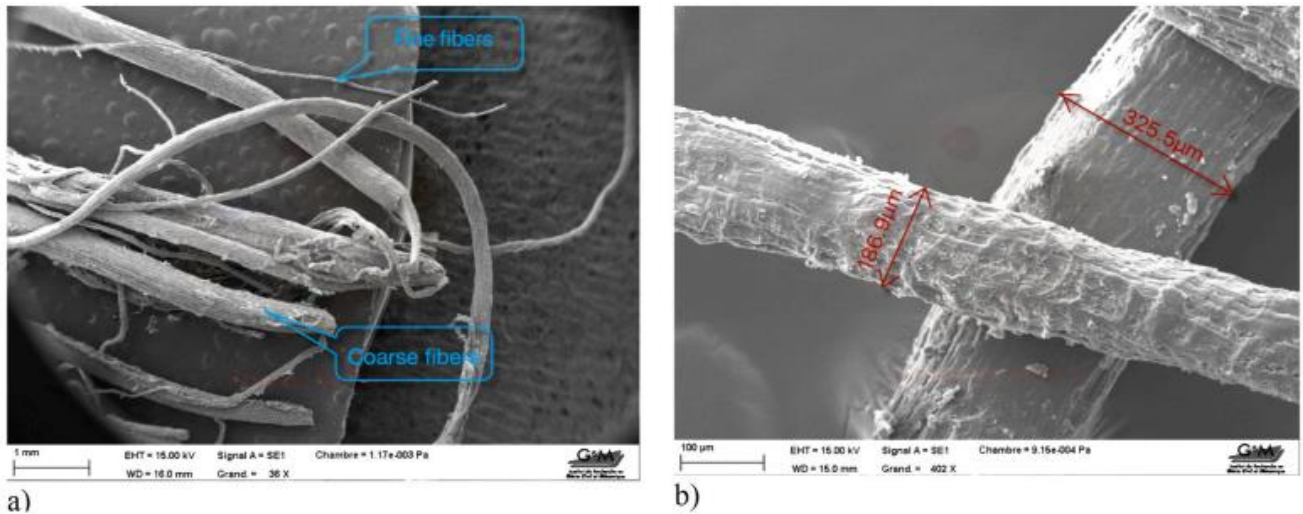 Fine fibers
Coarse fibers
1 mm
EHT = 15.00 kV Signal A = SE1 Chambre = 1.17e-003 Pa
WD = 16.0 mm Grand. = 36 X
GeM
a)
325.5µm
186.9µm
100 µm
EHT = 15.00 kV Signal A = SE1 Chambre = 9.15e-004 Pa
WD = 15.0 mm Grand. = 402 X
GeM
b)